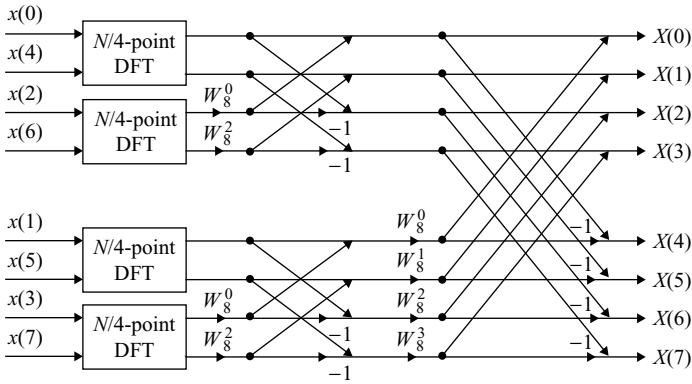 x(0)
x(4)
N/4-point
DFT
X(0)
X(1)
x(2)
x(6)
N/4-point
DFT
W_8^0
W_8^2
−1
−1
X(2)
X(3)
x(1)
x(5)
N/4-point
DFT
W_8^0
W_8^1
−1
−1
X(4)
X(5)
x(3)
x(7)
N/4-point
DFT
W_8^0
W_8^2
−1
−1
W_8^2
W_8^3
−1
−1
X(6)
X(7)